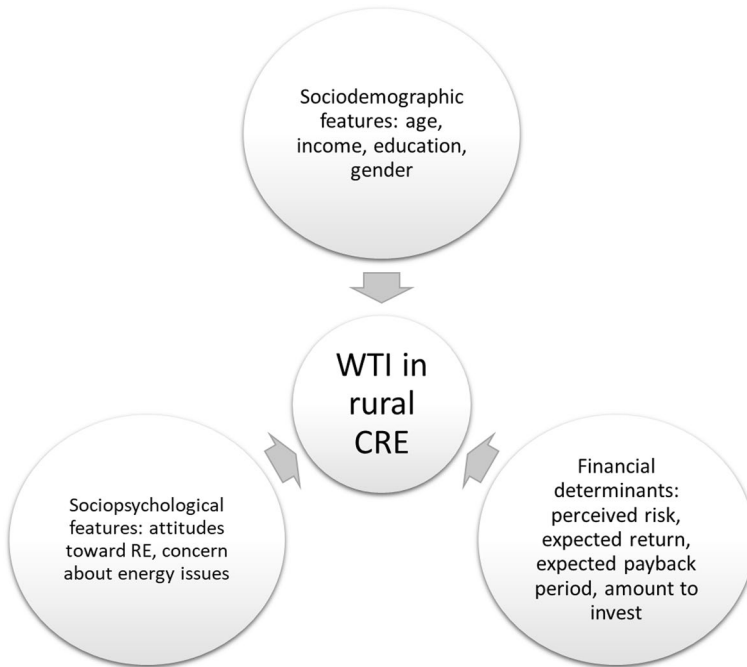 Sociodemographic
features: age,
income, education,
gender
WTI in
rural
CRE
Sociopsychological
features: attitudes
toward RE, concern
about energy issues
Financial
determinants:
perceived risk,
expected return,
expected payback
period, amount to
invest